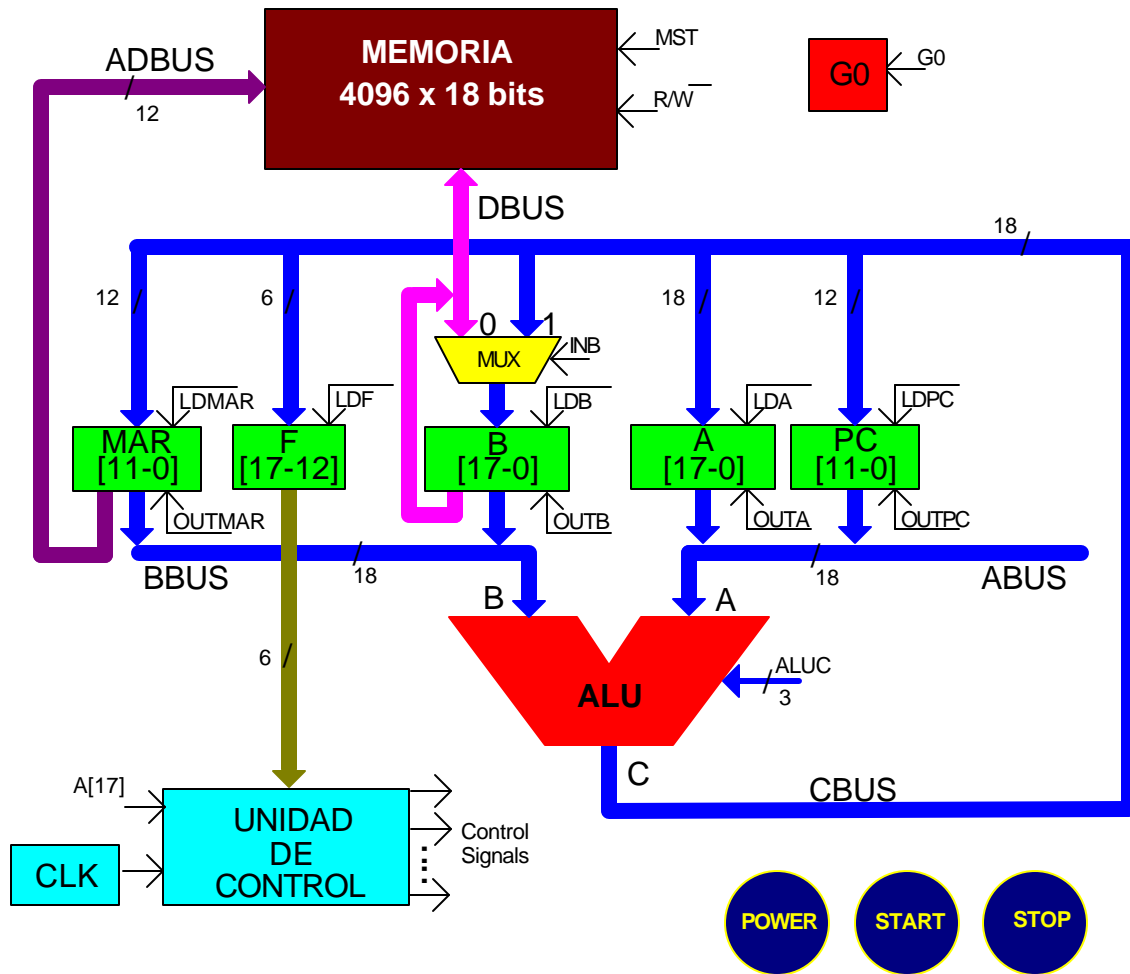 MEMORIA
4096 x 18 bits
MST
R/W
G0
G0
ADBUS
12
DBUS
18
12
6
18
12
0
1
MUX
INB
LDMAR
LDF
LDB
LDA
LDPC
MAR
[11-0]
F
[17-12]
B
[17-0]
A
[17-0]
PC
[11-0]
OUTMAR
OUTB
OUTA
OUTPC
BBUS
18
18
ABUS
B
A
6
ALU
ALUC
3
C
CBUS
A[17]
CLK
UNIDAD
DE
CONTROL
Control
Signals
POWER
START
STOP